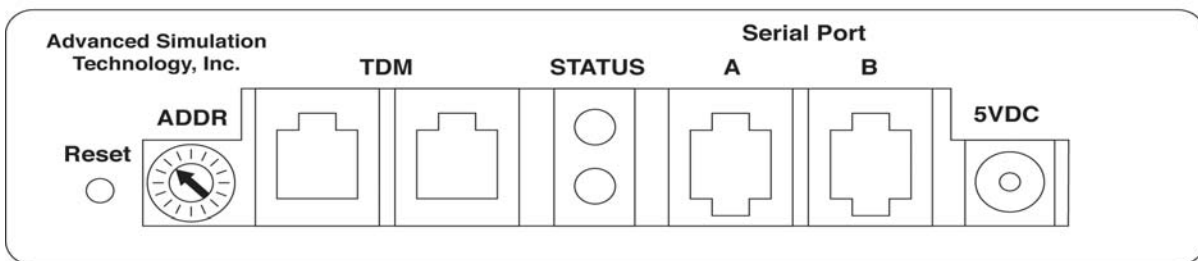 Advanced Simulation
Technology, Inc.
Serial Port
TDM
STATUS
A
B
ADDR
5VDC
Reset